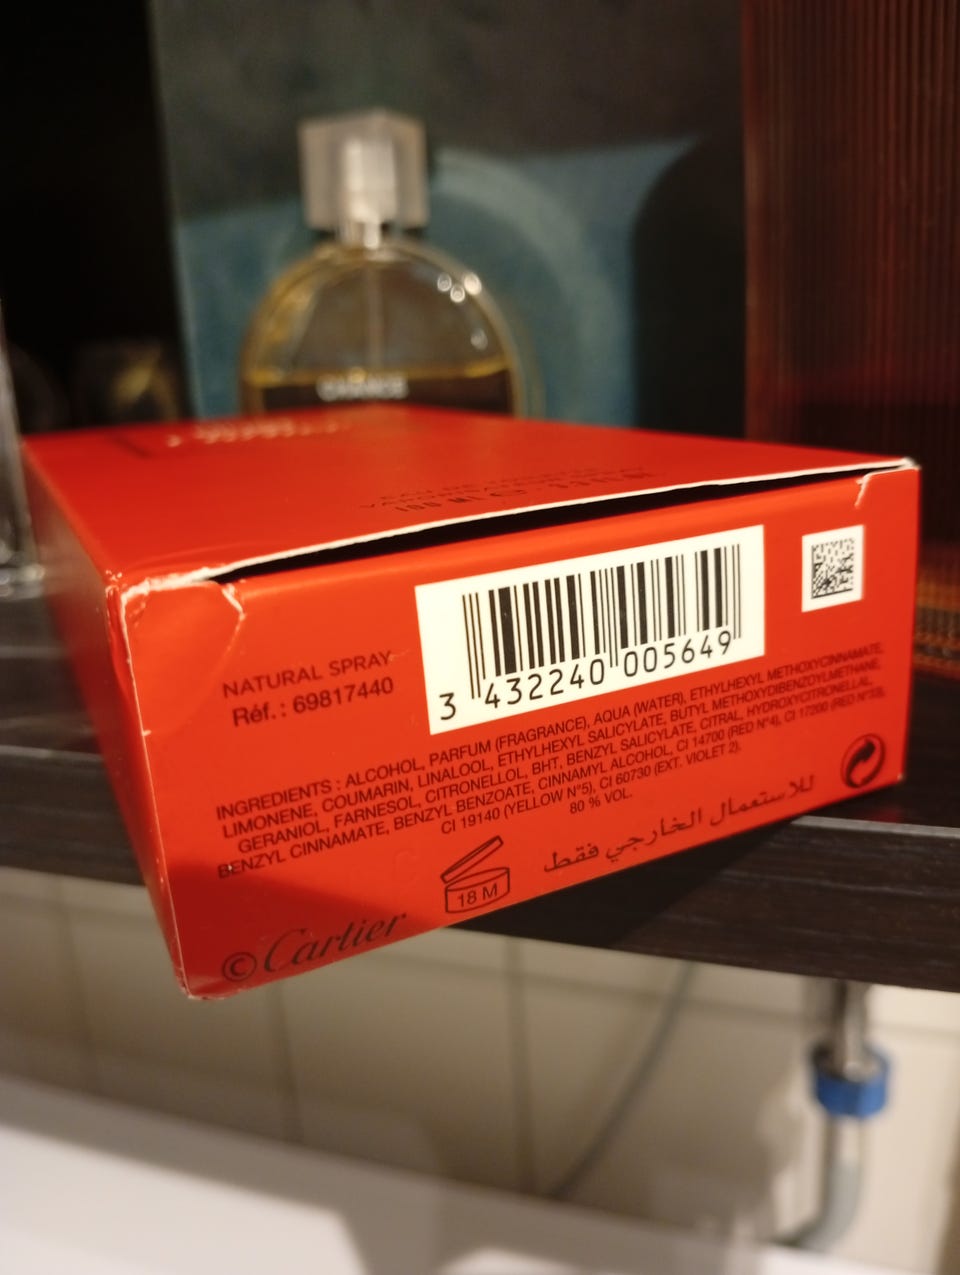 CHANCE
NATURAL SPRAY
Réf. : 69817440
3 432240 005649
INGREDIENTS : ALCOHOL, PARFUM (FRAGRANCE), AQUA (WATER), ETHYLHEXYL METHOXYCINNAMATE,
LIMONENE, COUMARIN, LINALOOL, ETHYLHEXYL SALICYLATE, BUTYL METHOXYDIBENZOYLMETHANE,
GERANIOL, FARNESOL, CITRONELLOL, BHT, BENZYL SALICYLATE, CITRAL, HYDROXYCITRONELLAL,
BENZYL CINNAMATE, BENZYL BENZOATE, CINNAMYL ALCOHOL, CI 14700 (RED N°4), CI 17200 (RED N°33),
CI 19140 (YELLOW N°5), CI 60730 (EXT. VIOLET 2).
80 % VOL.
للاستعمال الخارجي فقط
18 M
©Cartier